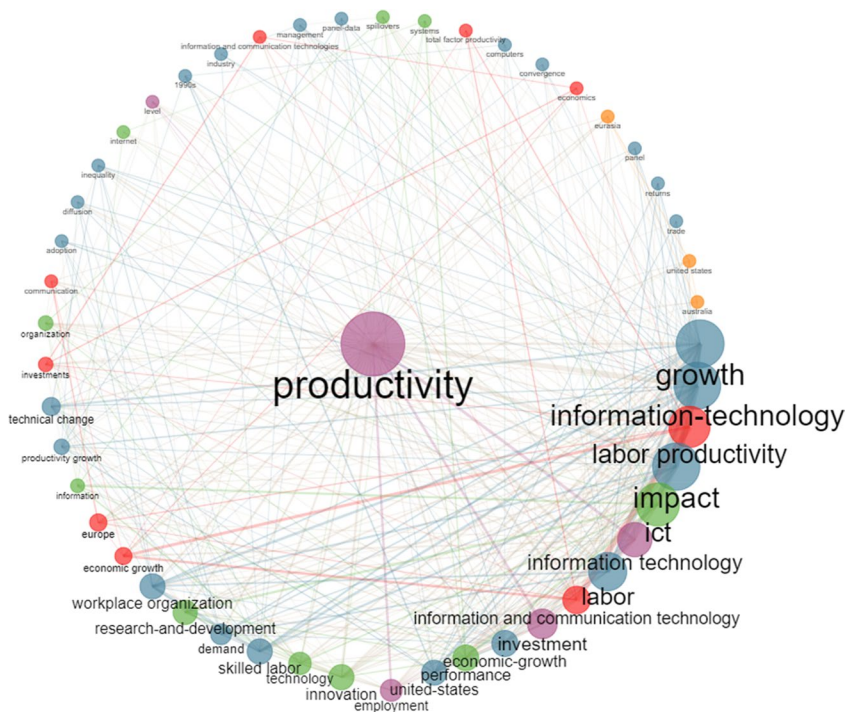 management
panel-data
spillovers
systems
information and communication technologies
total factor productivity
industry
computers
1990s
convergence
level
economics
internet
eurasia
inequality
panel
diffusion
returns
adoption
trade
communication
united states
organization
australia
investments
productivity
growth
technical change
information-technology
productivity growth
labor productivity
information
impact
europe
ict
economic growth
information technology
workplace organization
labor
research-and-development
information and communication technology
demand
investment
skilled labor
economic-growth
technology
performance
innovation
united-states
employment